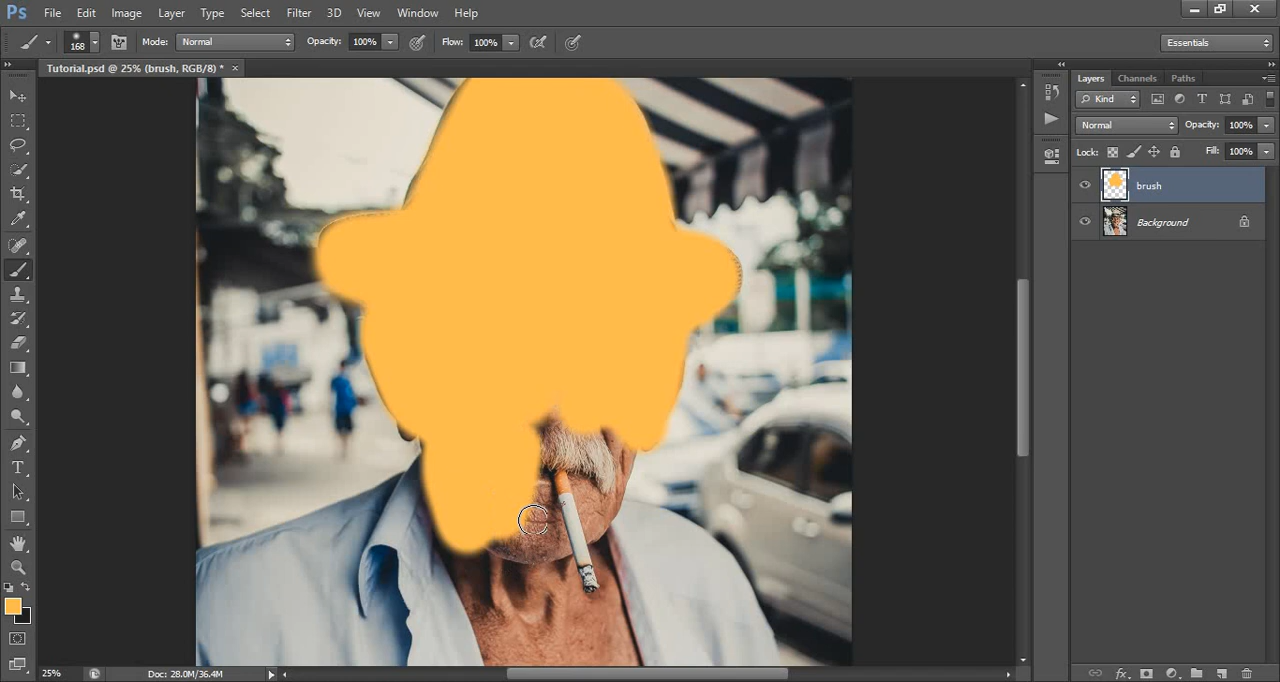 Ps File Edit Image Layer Type Select Filter 3D View Window Help
168 Mode: Normal Opacity: 100% Flow: 100% Essentials
Tutorial.psd @ 25% (brush, RGB/8) * ×
Layers Channels Paths
Kind T
Normal Opacity: 100%
Lock: Fill: 100%
brush
Background
T
25% Doc: 28.0M/36.4M
fx